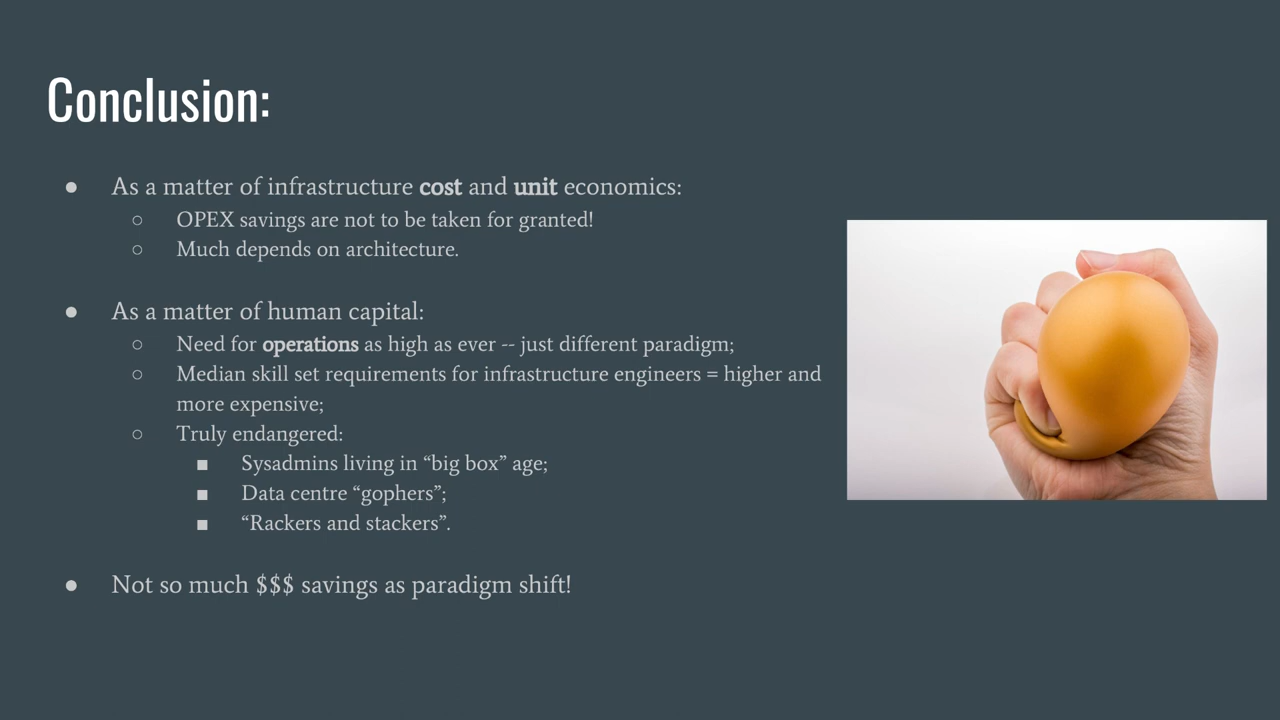 Conclusion:
● As a matter of infrastructure cost and unit economics:
○ OPEX savings are not to be taken for granted!
○ Much depends on architecture.
● As a matter of human capital:
○ Need for operations as high as ever -- just different paradigm;
○ Median skill set requirements for infrastructure engineers = higher and
more expensive;
○ Truly endangered:
■ Sysadmins living in “big box” age;
■ Data centre “gophers”;
■ “Rackers and stackers”.
● Not so much $$$ savings as paradigm shift!